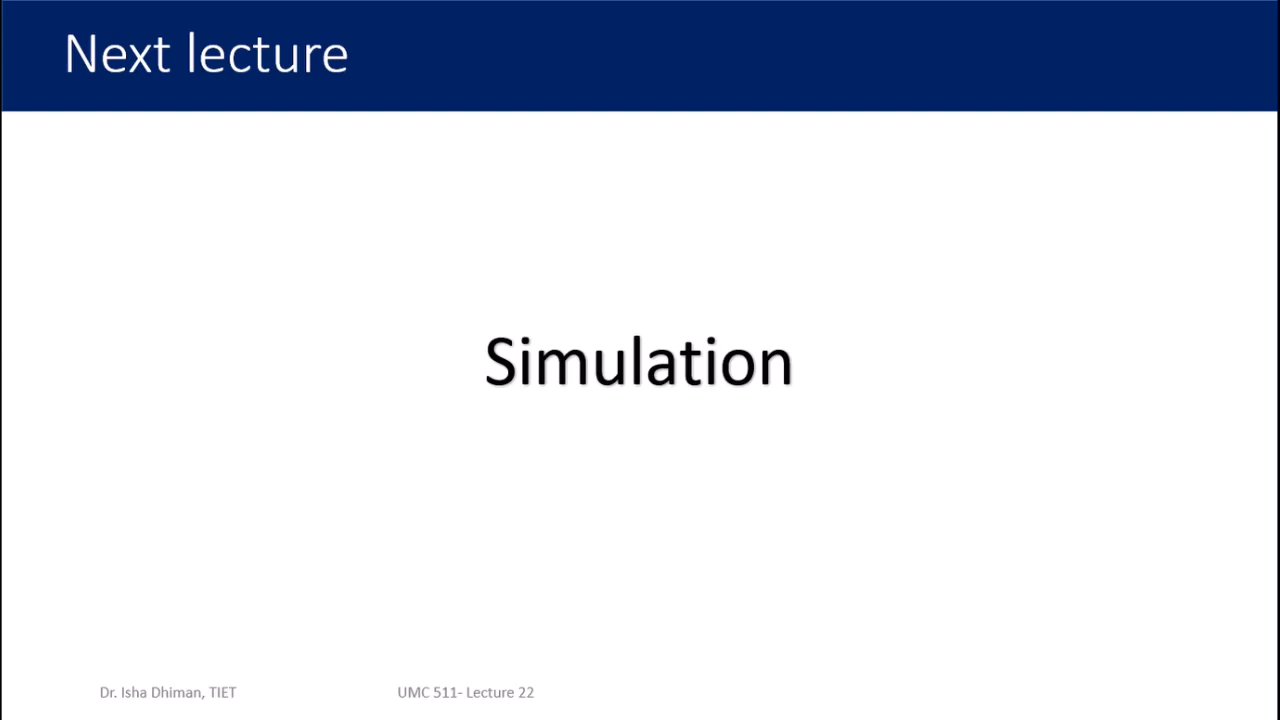 Next lecture
Simulation
Dr. Isha Dhiman, TIET
UMC 511- Lecture 22